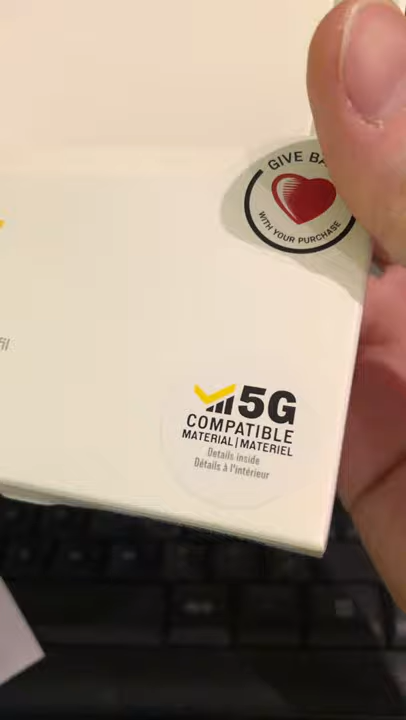 GIVE BA
WITH YOUR PURCHASE
5G
COMPATIBLE
MATERIAL | MATERIEL
Details inside
Détails à l'intérieur